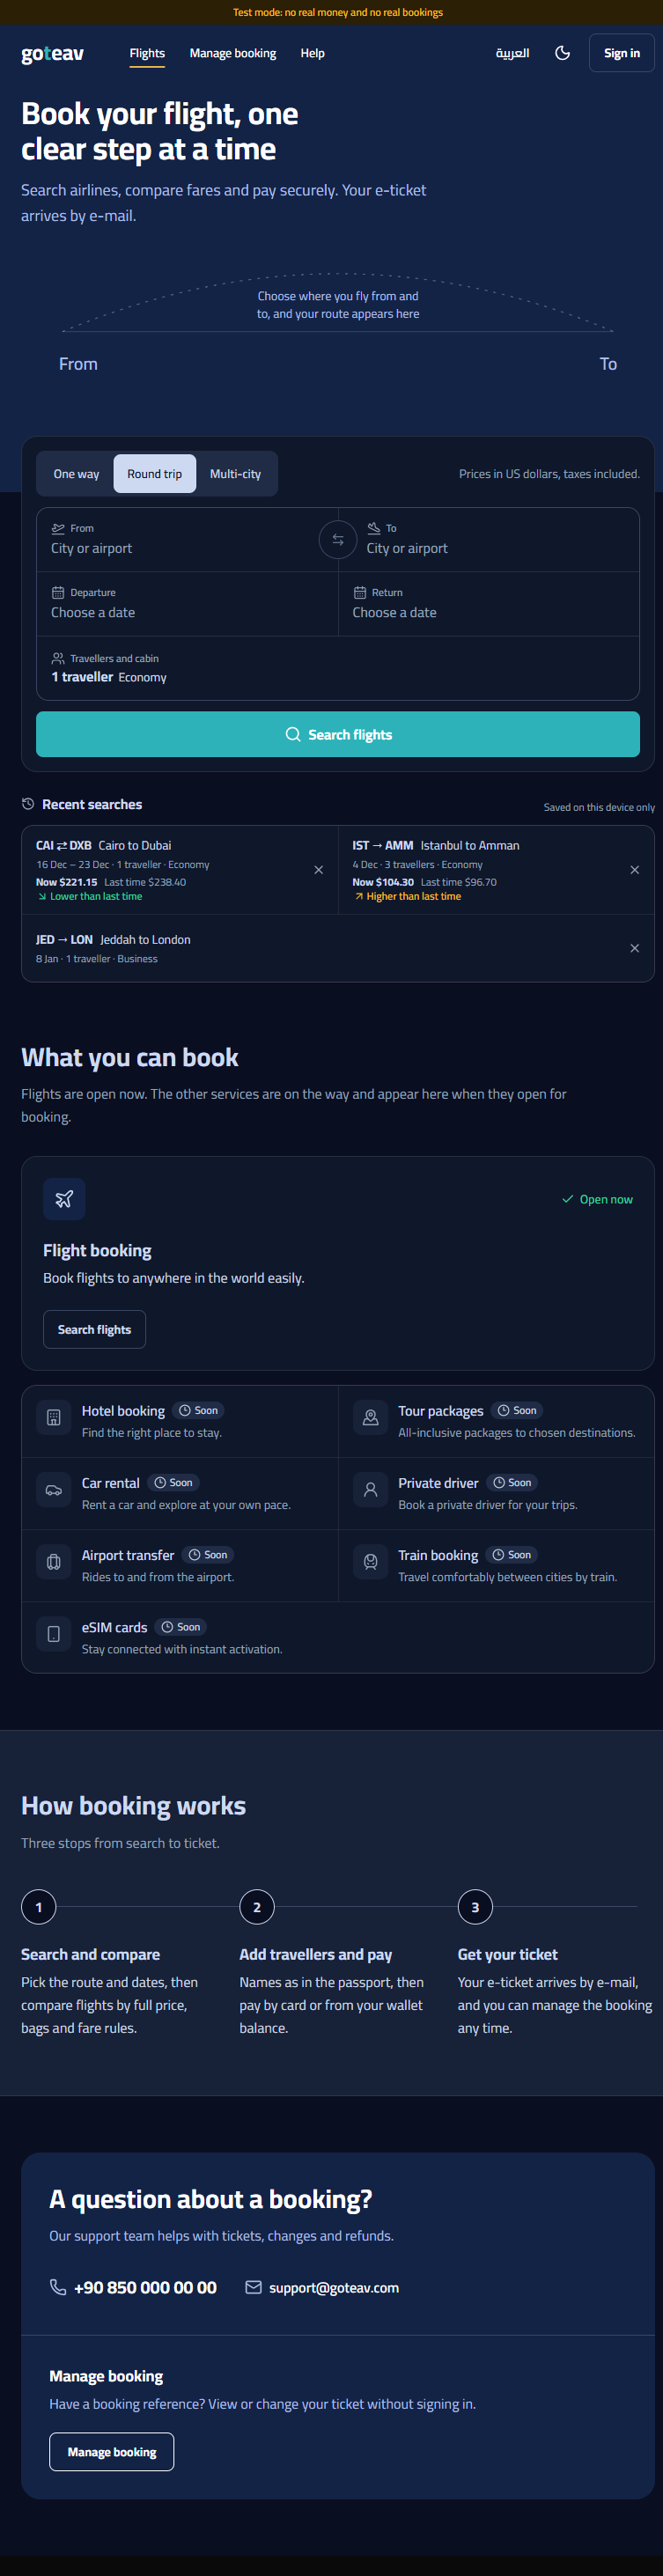 Test mode: no real money and no real bookings
goteav
Flights
Manage booking
Help
العربية
Sign in
Book your flight, one
clear step at a time
Search airlines, compare fares and pay securely. Your e-ticket
arrives by e-mail.
Choose where you fly from and
to, and your route appears here
From
To
One way
Round trip
Multi-city
Prices in US dollars, taxes included.
From
City or airport
To
City or airport
Departure
Choose a date
Return
Choose a date
Travellers and cabin
1 traveller Economy
Search flights
Recent searches
Saved on this device only
CAI ⇄ DXB Cairo to Dubai
16 Dec – 23 Dec · 1 traveller · Economy
Now $221.15 Last time $238.40
↘ Lower than last time
IST → AMM Istanbul to Amman
4 Dec · 3 travellers · Economy
Now $104.30 Last time $96.70
↗ Higher than last time
JED → LON Jeddah to London
8 Jan · 1 traveller · Business
What you can book
Flights are open now. The other services are on the way and appear here when they open for
booking.
Open now
Flight booking
Book flights to anywhere in the world easily.
Search flights
Hotel booking Soon
Find the right place to stay.
Tour packages Soon
All-inclusive packages to chosen destinations.
Car rental Soon
Rent a car and explore at your own pace.
Private driver Soon
Book a private driver for your trips.
Airport transfer Soon
Rides to and from the airport.
Train booking Soon
Travel comfortably between cities by train.
eSIM cards Soon
Stay connected with instant activation.
How booking works
Three stops from search to ticket.
1
Search and compare
Pick the route and dates, then
compare flights by full price,
bags and fare rules.
2
Add travellers and pay
Names as in the passport, then
pay by card or from your wallet
balance.
3
Get your ticket
Your e-ticket arrives by e-mail,
and you can manage the booking
any time.
A question about a booking?
Our support team helps with tickets, changes and refunds.
+90 850 000 00 00
support@goteav.com
Manage booking
Have a booking reference? View or change your ticket without signing in.
Manage booking